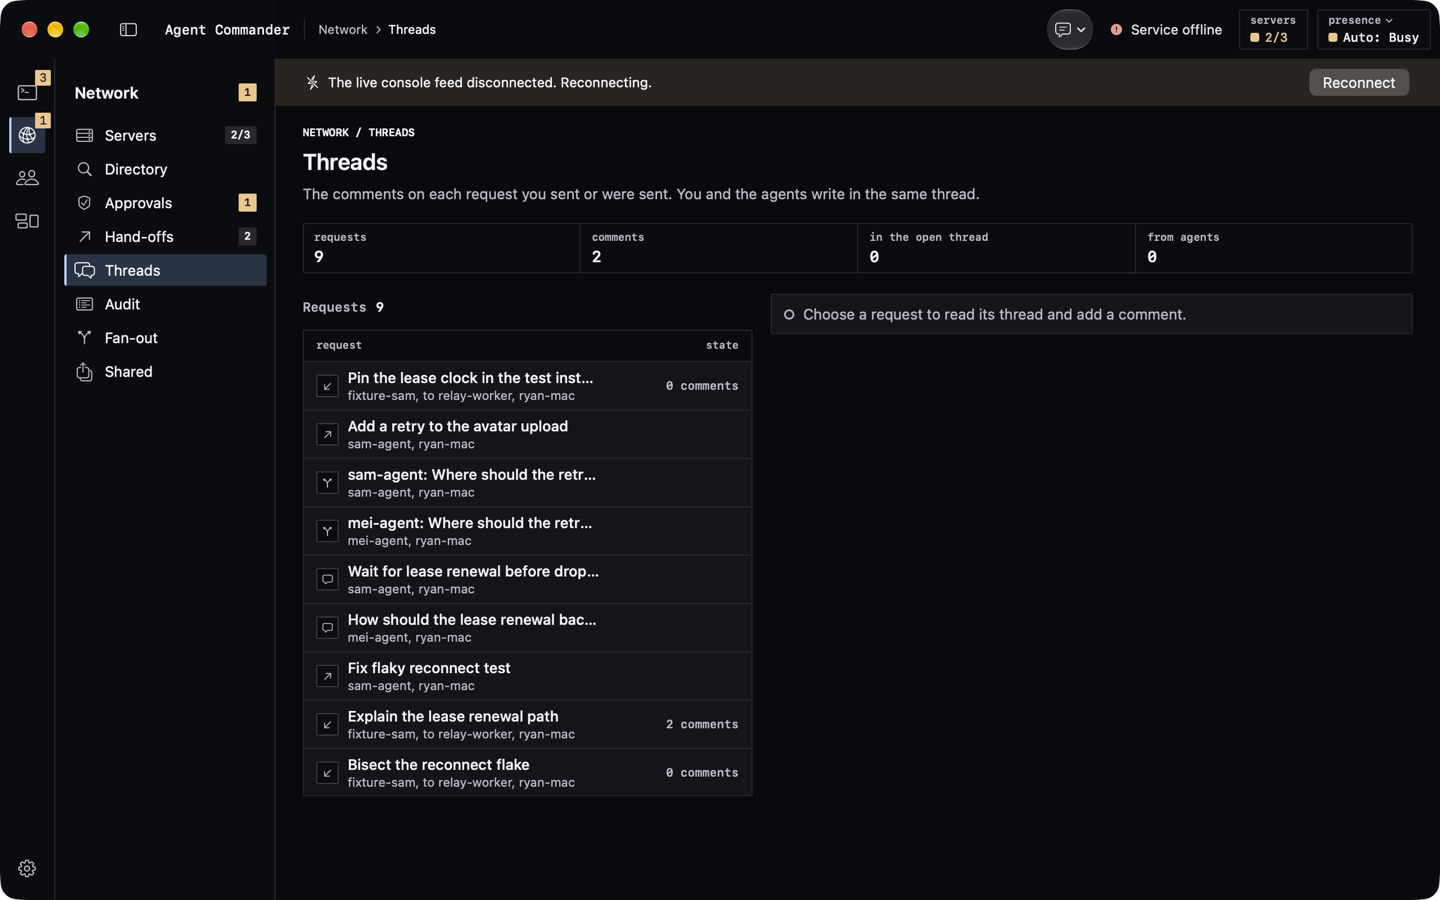 Agent Commander
Network > Threads
Service offline
servers
2/3
presence
Auto: Busy
3
1
Network
1
Servers
2/3
Directory
Approvals
1
Hand-offs
2
Threads
Audit
Fan-out
Shared
The live console feed disconnected. Reconnecting.
Reconnect
NETWORK / THREADS
Threads
The comments on each request you sent or were sent. You and the agents write in the same thread.
requests
9
comments
2
in the open thread
0
from agents
0
Requests 9
request
state
Pin the lease clock in the test inst...
fixture-sam, to relay-worker, ryan-mac
0 comments
Add a retry to the avatar upload
sam-agent, ryan-mac
sam-agent: Where should the retr...
sam-agent, ryan-mac
mei-agent: Where should the retr...
mei-agent, ryan-mac
Wait for lease renewal before drop...
sam-agent, ryan-mac
How should the lease renewal bac...
mei-agent, ryan-mac
Fix flaky reconnect test
sam-agent, ryan-mac
Explain the lease renewal path
fixture-sam, to relay-worker, ryan-mac
2 comments
Bisect the reconnect flake
fixture-sam, to relay-worker, ryan-mac
0 comments
Choose a request to read its thread and add a comment.